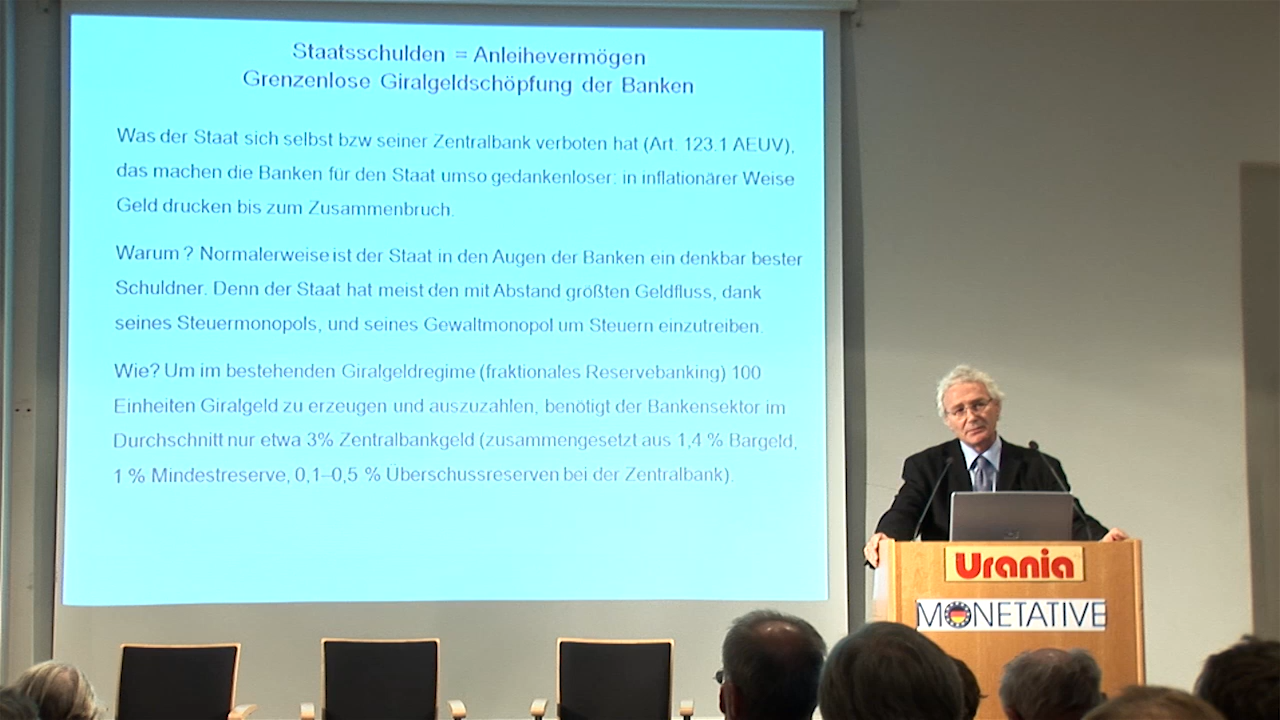 Staatsschulden = Anleihevermögen
Grenzenlose Giralgeldschöpfung der Banken
Was der Staat sich selbst bzw seiner Zentralbank verboten hat (Art. 123.1 AEUV),
das machen die Banken für den Staat umso gedankenloser: in inflationärer Weise
Geld drucken bis zum Zusammenbruch.
Warum ? Normalerweise ist der Staat in den Augen der Banken ein denkbar bester
Schuldner. Denn der Staat hat meist den mit Abstand größten Geldfluss, dank
seines Steuermonopols, und seines Gewaltmonopol um Steuern einzutreiben.
Wie? Um im bestehenden Giralgeldregime (fraktionales Reservebanking) 100
Einheiten Giralgeld zu erzeugen und auszuzahlen, benötigt der Bankensektor im
Durchschnitt nur etwa 3% Zentralbankgeld (zusammengesetzt aus 1,4 % Bargeld,
1 % Mindestreserve, 0,1–0,5 % Überschussreserven bei der Zentralbank).
Urania
MONETATIVE